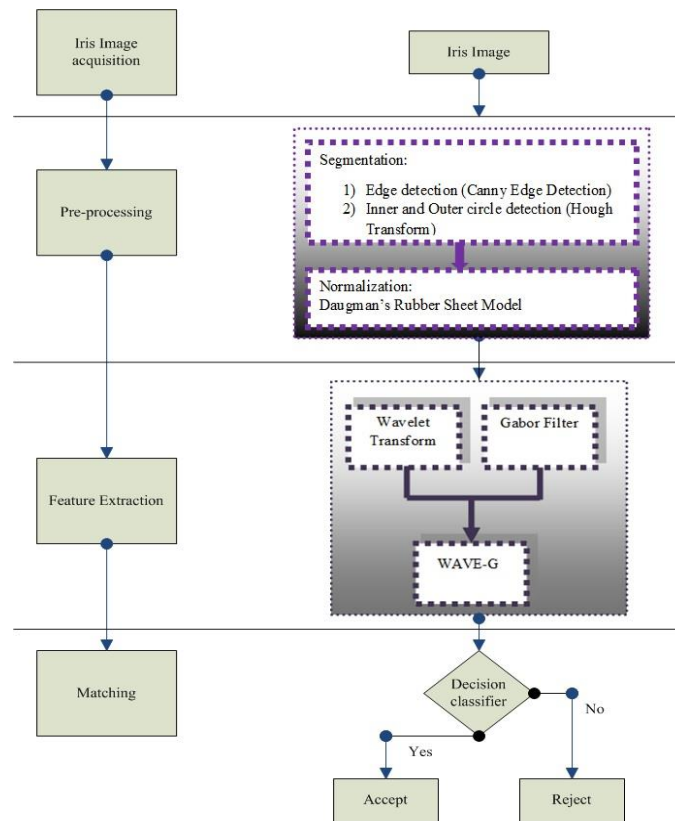 Iris Image
acquisition
Iris Image
Pre-processing
Segmentation:
1) Edge detection (Canny Edge Detection)
2) Inner and Outer circle detection (Hough
Transform)
Normalization:
Daugman's Rubber Sheet Model
Feature Extraction
Wavelet
Transform
Gabor Filter
WAVE-G
Matching
Decision
classifier
Yes
No
Accept
Reject